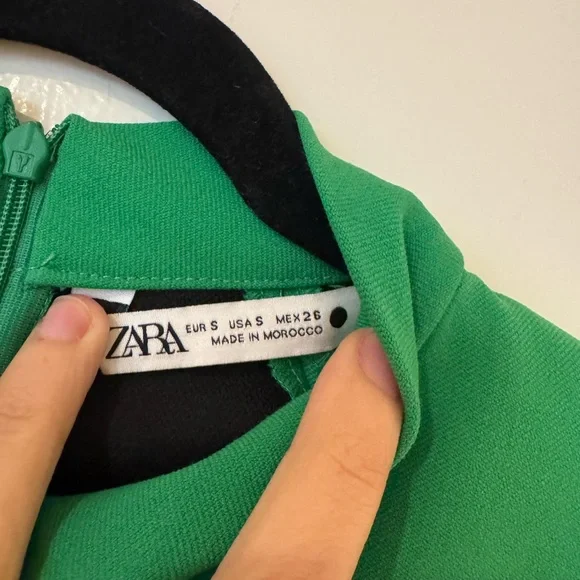 ZARA
EUR S USA S MEX 26
MADE IN MOROCCO